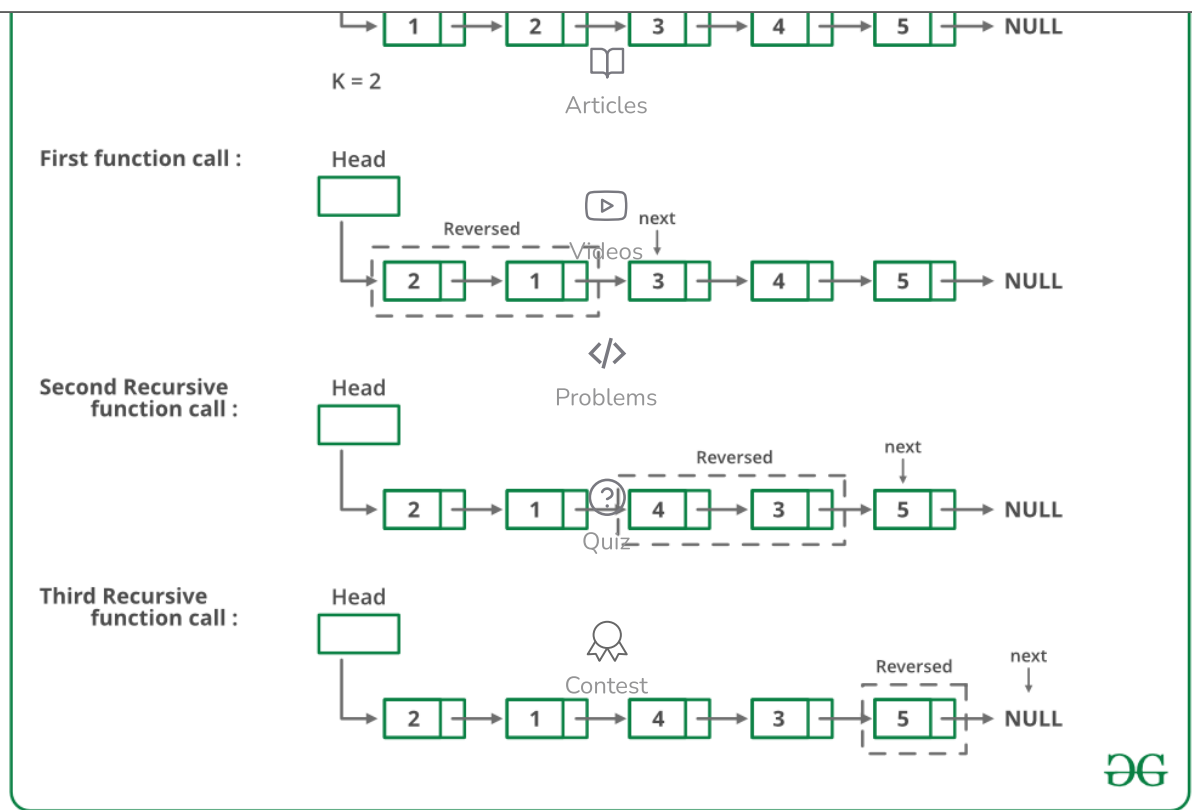 1 2 3 4 5 NULL
K = 2
Articles
First function call : Head
next
Reversed
Videos
2 1 3 4 5 NULL
Problems
Second Recursive Head
function call :
next
Reversed
2 1 4 3 5 NULL
Quiz
Third Recursive Head
function call :
next
Reversed
Contest
2 1 4 3 5 NULL